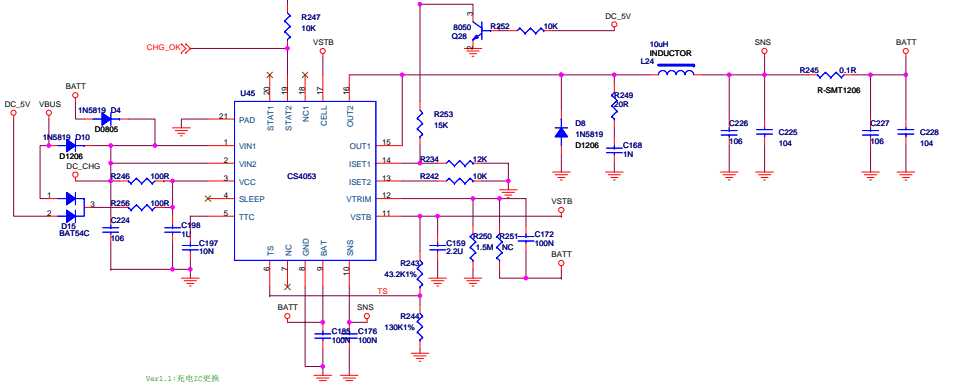 R247
10K
CHG_OK
VSTB
3
8050
Q28
2
R252
10K
DC_5V
10uH
INDUCTOR
L24
SNS
BATT
R245
0.1R
R-SMT1206
BATT
DC_5V
VBUS
1N5819
D4
D0805
1N5819
D10
D1206
DC_CHG
R246
100R
R256
100R
1
2
3
D15
BAT54C
C224
106
C198
1U
C197
10N
U45
CS4053
20
19
18
17
16
STAT1
STAT2
NC1
CELL
OUT2
21
PAD
1
VIN1
2
VIN2
3
VCC
4
SLEEP
5
TTC
OUT1
15
ISET1
14
ISET2
13
VTRIM
12
VSTB
11
TS
NC
GND
BAT
SNS
6
7
8
9
10
R253
15K
R234
12K
R242
10K
D8
1N5819
D1206
R249
20R
C168
1N
C226
106
C225
104
C227
106
C228
104
VSTB
C159
2.2U
R250
1.5M
R251
NC
C172
100N
BATT
R243
43.2K1%
TS
R244
130K1%
BATT
SNS
C185
100N
C176
100N
Ver1.1:充电IC更换